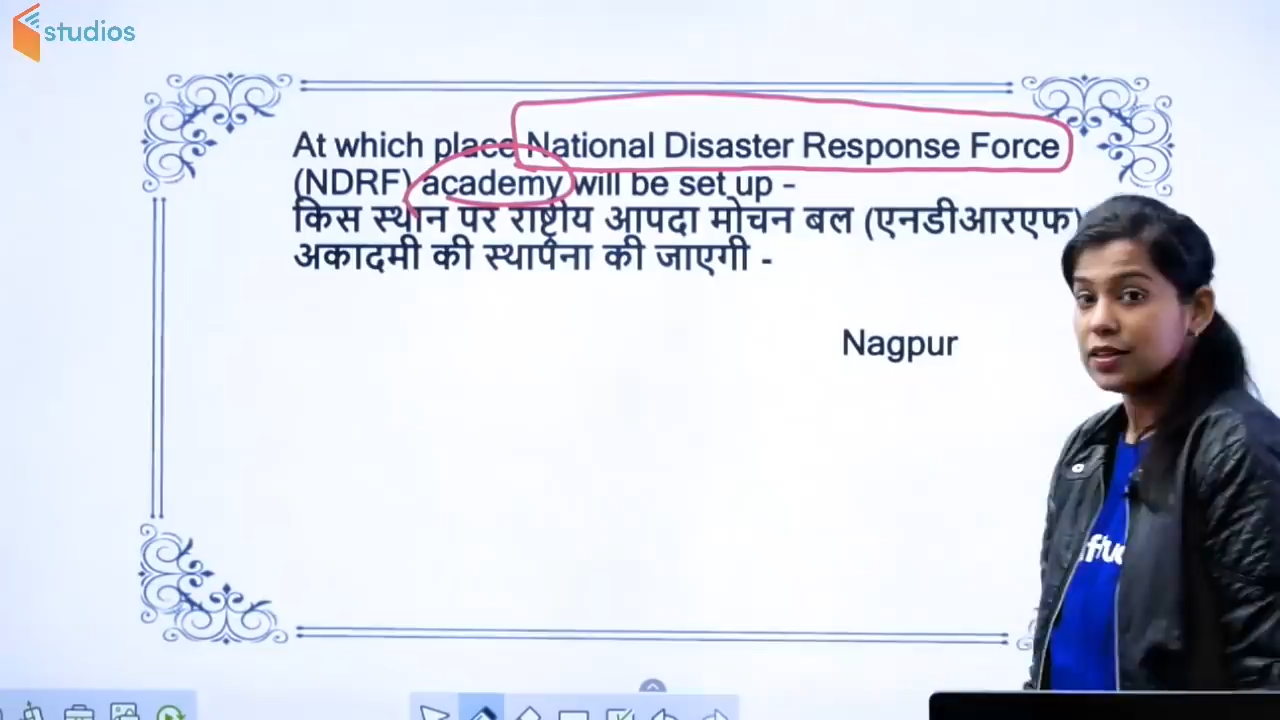 studios
At which place National Disaster Response Force
(NDRF) academy will be set up -
किस स्थान पर राष्ट्रीय आपदा मोचन बल (एनडीआरएफ)
अकादमी की स्थापना की जाएगी -
Nagpur